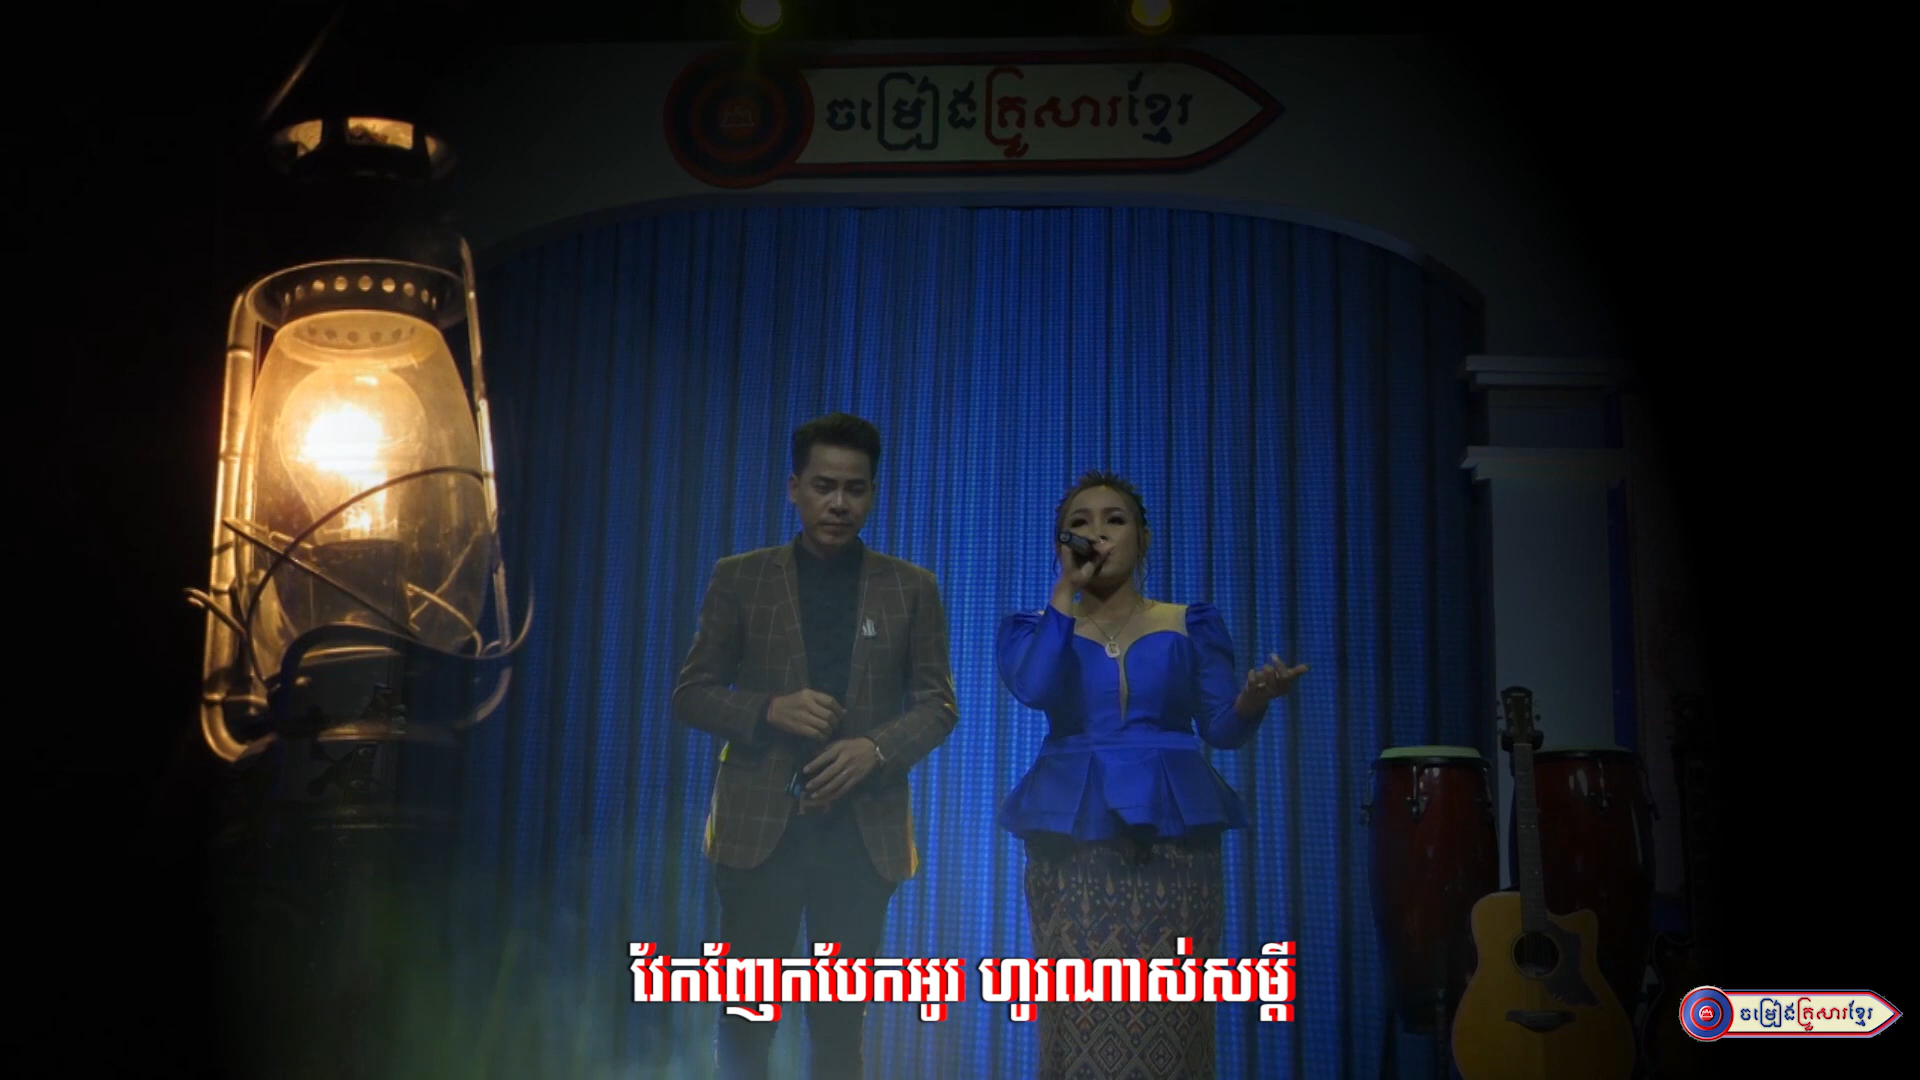 ចម្រៀងគ្រួសារខ្មែរ
វែកញែកបែកអូរ ហូរណាស់សម្ដី
ចម្រៀងគ្រួសារខ្មែរ